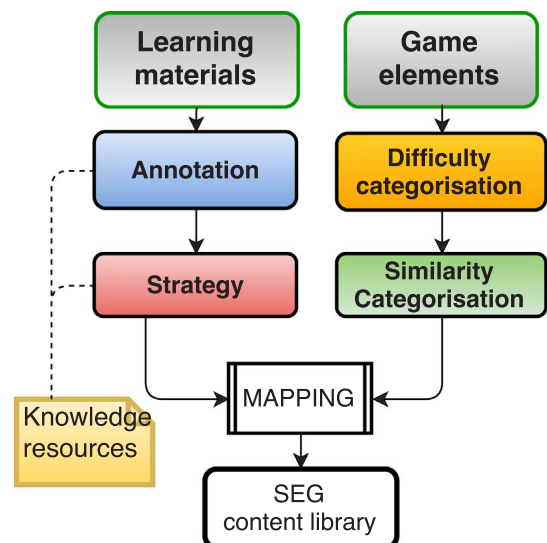 Learning
materials
Game
elements
Annotation
Difficulty
categorisation
Strategy
Similarity
Categorisation
MAPPING
Knowledge
resources
SEG
content library